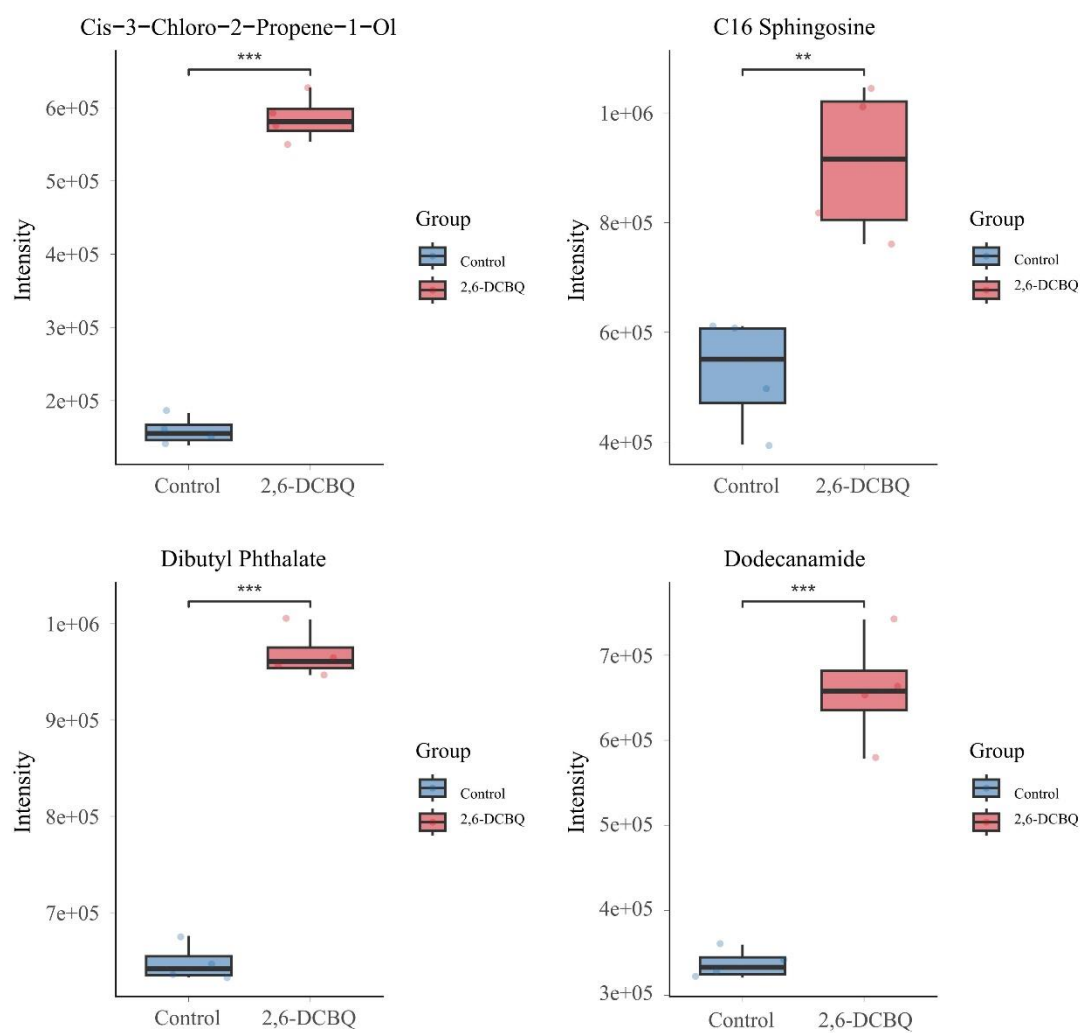 Cis−3−Chloro−2−Propene−1−Ol
***
6e+05
5e+05
4e+05
3e+05
2e+05
Intensity
Control
2,6-DCBQ
Group
Control
2,6-DCBQ
C16 Sphingosine
**
1e+06
8e+05
6e+05
4e+05
Intensity
Control
2,6-DCBQ
Group
Control
2,6-DCBQ
Dibutyl Phthalate
***
1e+06
9e+05
8e+05
7e+05
Intensity
Control
2,6-DCBQ
Group
Control
2,6-DCBQ
Dodecanamide
***
7e+05
6e+05
5e+05
4e+05
3e+05
Intensity
Control
2,6-DCBQ
Group
Control
2,6-DCBQ